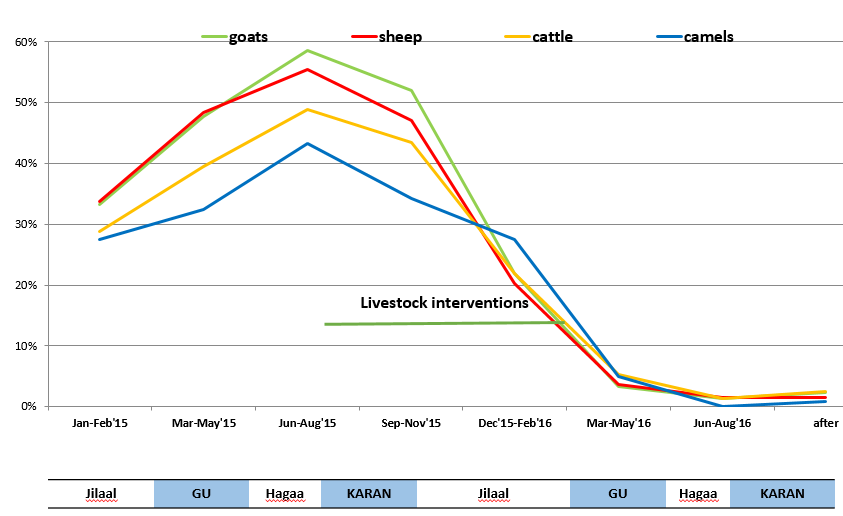 goats sheep cattle camels
60%
50%
40%
30%
20%
Livestock interventions
10%
0%
Jan-Feb'15 Mar-May'15 Jun-Aug'15 Sep-Nov'15 Dec'15-Feb'16 Mar-May'16 Jun-Aug'16 after
Jilaal GU Hagaa KARAN Jilaal GU Hagaa KARAN